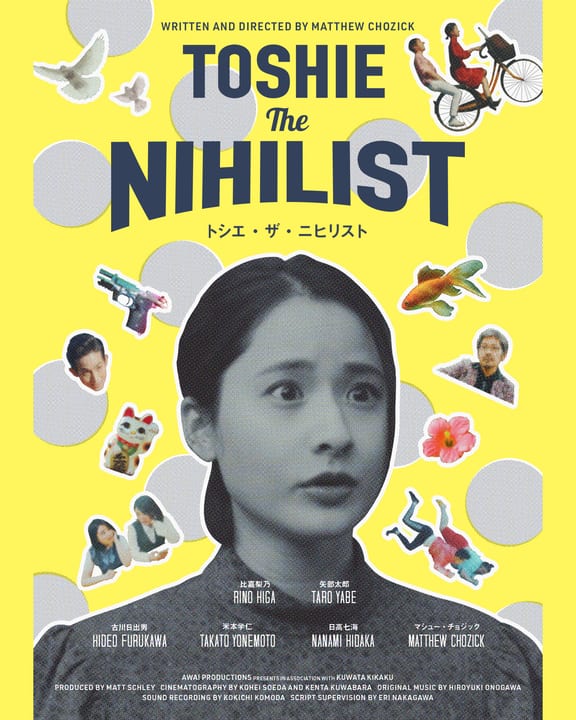 WRITTEN AND DIRECTED BY MATTHEW CHOZICK
TOSHIE
The
NIHILIST
トシエ・ザ・ニヒリスト
比嘉梨乃 矢部太郎
RINO HIGA TARO YABE
古川日出男 米本学仁 日高七海 マシュー・チョジック
HIDEO FURUKAWA TAKATO YONEMOTO NANAMI HIDAKA MATTHEW CHOZICK
AWAI PRODUCTIONS PRESENTS IN ASSOCIATION WITH KUWATA KIKAKU
PRODUCED BY MATT SCHLEY CINEMATOGRAPHY BY KOHEI SOEDA AND KENTA KUWABARA ORIGINAL MUSIC BY HIROYUKI ONOGAWA
SOUND RECORDING BY KOKICHI KOMODA SCRIPT SUPERVISION BY ERI NAKAGAWA